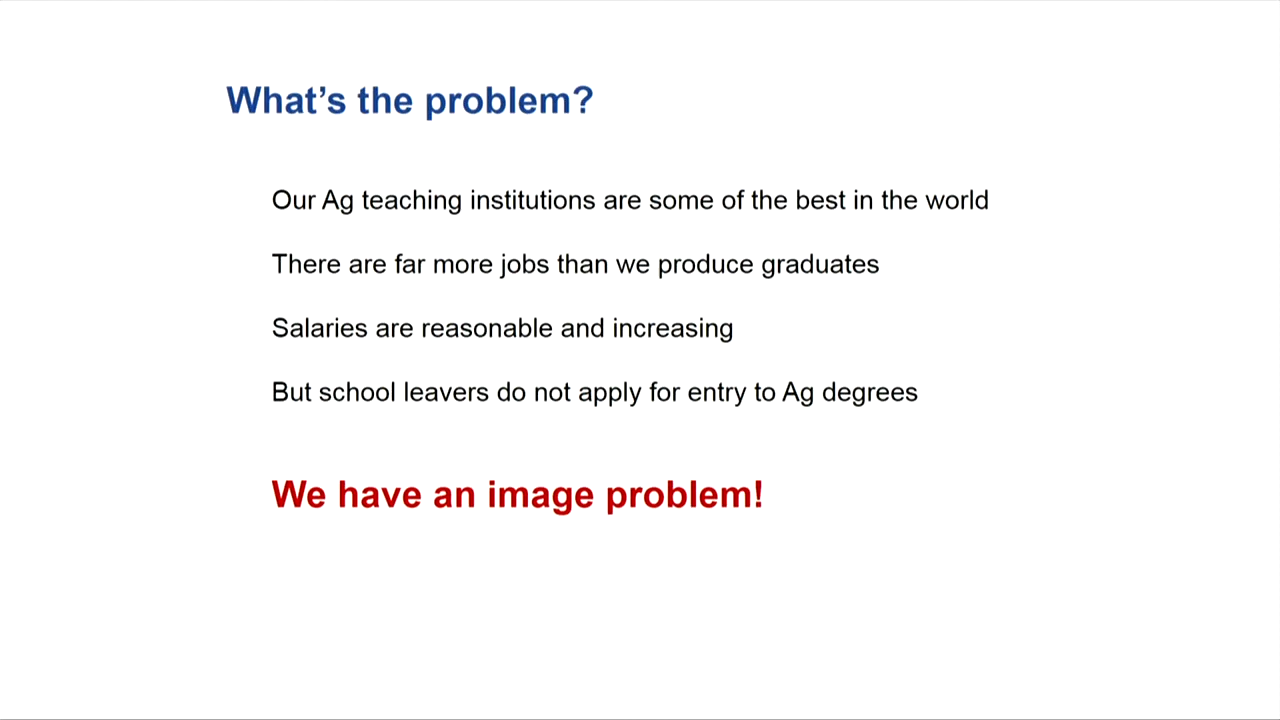 What’s the problem?
Our Ag teaching institutions are some of the best in the world
There are far more jobs than we produce graduates
Salaries are reasonable and increasing
But school leavers do not apply for entry to Ag degrees
We have an image problem!